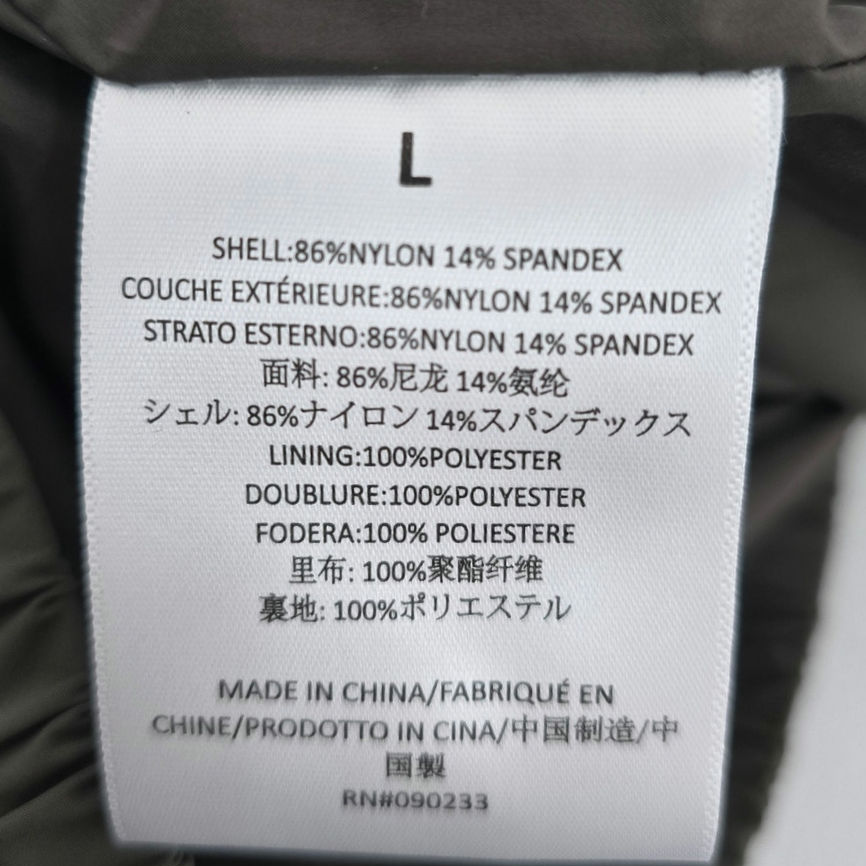 L
SHELL:86%NYLON 14% SPANDEX
COUCHE EXTÉRIEURE:86%NYLON 14% SPANDEX
STRATO ESTERNO:86%NYLON 14% SPANDEX
面料: 86%尼龙 14%氨纶
シェル: 86%ナイロン 14%スパンデックス
LINING:100%POLYESTER
DOUBLURE:100%POLYESTER
FODERA:100% POLIESTERE
里布: 100%聚酯纤维
裏地: 100%ポリエステル
MADE IN CHINA/FABRIQUÉ EN
CHINE/PRODOTTO IN CINA/中国制造/中
国製
RN#090233